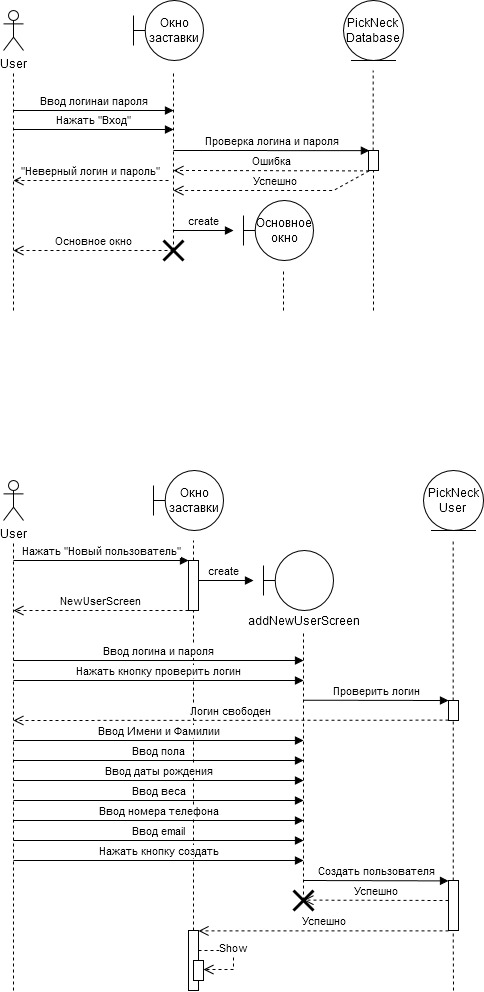 User
Окно
заставки
PickNeck
Database
Ввод логинаи пароля
Нажать "Вход"
Проверка логина и пароля
Ошибка
"Неверный логин и пароль"
Успешно
create
Основное
окно
Основное окно
User
Окно
заставки
PickNeck
User
Нажать "Новый пользователь"
create
NewUserScreen
addNewUserScreen
Ввод логина и пароля
Нажать кнопку проверить логин
Проверить логин
Логин свободен
Ввод Имени и Фамилии
Ввод пола
Ввод даты рождения
Ввод веса
Ввод номера телефона
Ввод email
Нажать кнопку создать
Создать пользователя
Успешно
Успешно
Show